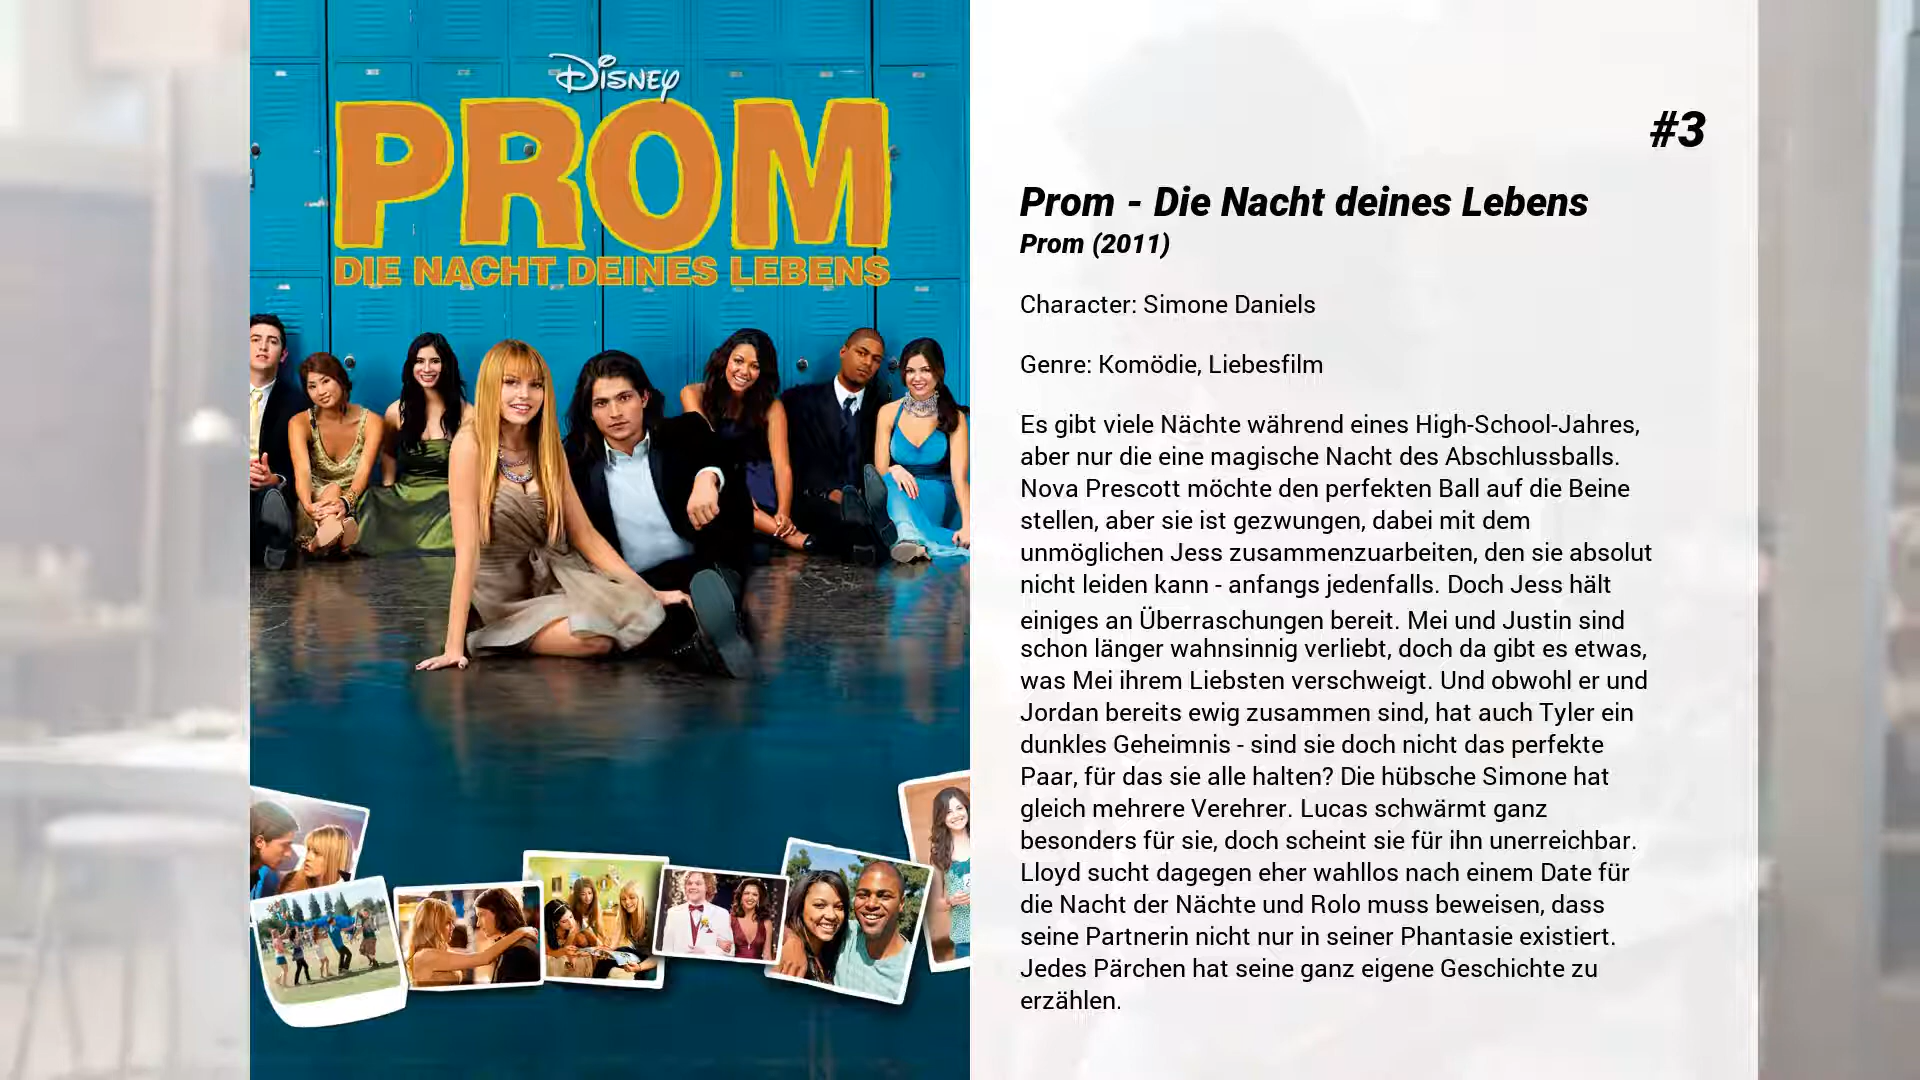 DISNEY
PROM
DIE NACHT DEINES LEBENS
#3
Prom - Die Nacht deines Lebens
Prom (2011)
Character: Simone Daniels
Genre: Komödie, Liebesfilm
Es gibt viele Nächte während eines High-School-Jahres,
aber nur die eine magische Nacht des Abschlussballs.
Nova Prescott möchte den perfekten Ball auf die Beine
stellen, aber sie ist gezwungen, dabei mit dem
unmöglichen Jess zusammenzuarbeiten, den sie absolut
nicht leiden kann - anfangs jedenfalls. Doch Jess hält
einiges an Überraschungen bereit. Mei und Justin sind
schon länger wahnsinnig verliebt, doch da gibt es etwas,
was Mei ihrem Liebsten verschweigt. Und obwohl er und
Jordan bereits ewig zusammen sind, hat auch Tyler ein
dunkles Geheimnis - sind sie doch nicht das perfekte
Paar, für das sie alle halten? Die hübsche Simone hat
gleich mehrere Verehrer. Lucas schwärmt ganz
besonders für sie, doch scheint sie für ihn unerreichbar.
Lloyd sucht dagegen eher wahllos nach einem Date für
die Nacht der Nächte und Rolo muss beweisen, dass
seine Partnerin nicht nur in seiner Phantasie existiert.
Jedes Pärchen hat seine ganz eigene Geschichte zu
erzählen.